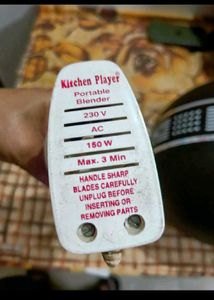 Kitchen Player®
Portable
Blender
230 V
AC
150 W
Max. 3 Min
HANDLE SHARP
BLADES CAREFULLY
UNPLUG BEFORE
INSERTING OR
REMOVING PARTS